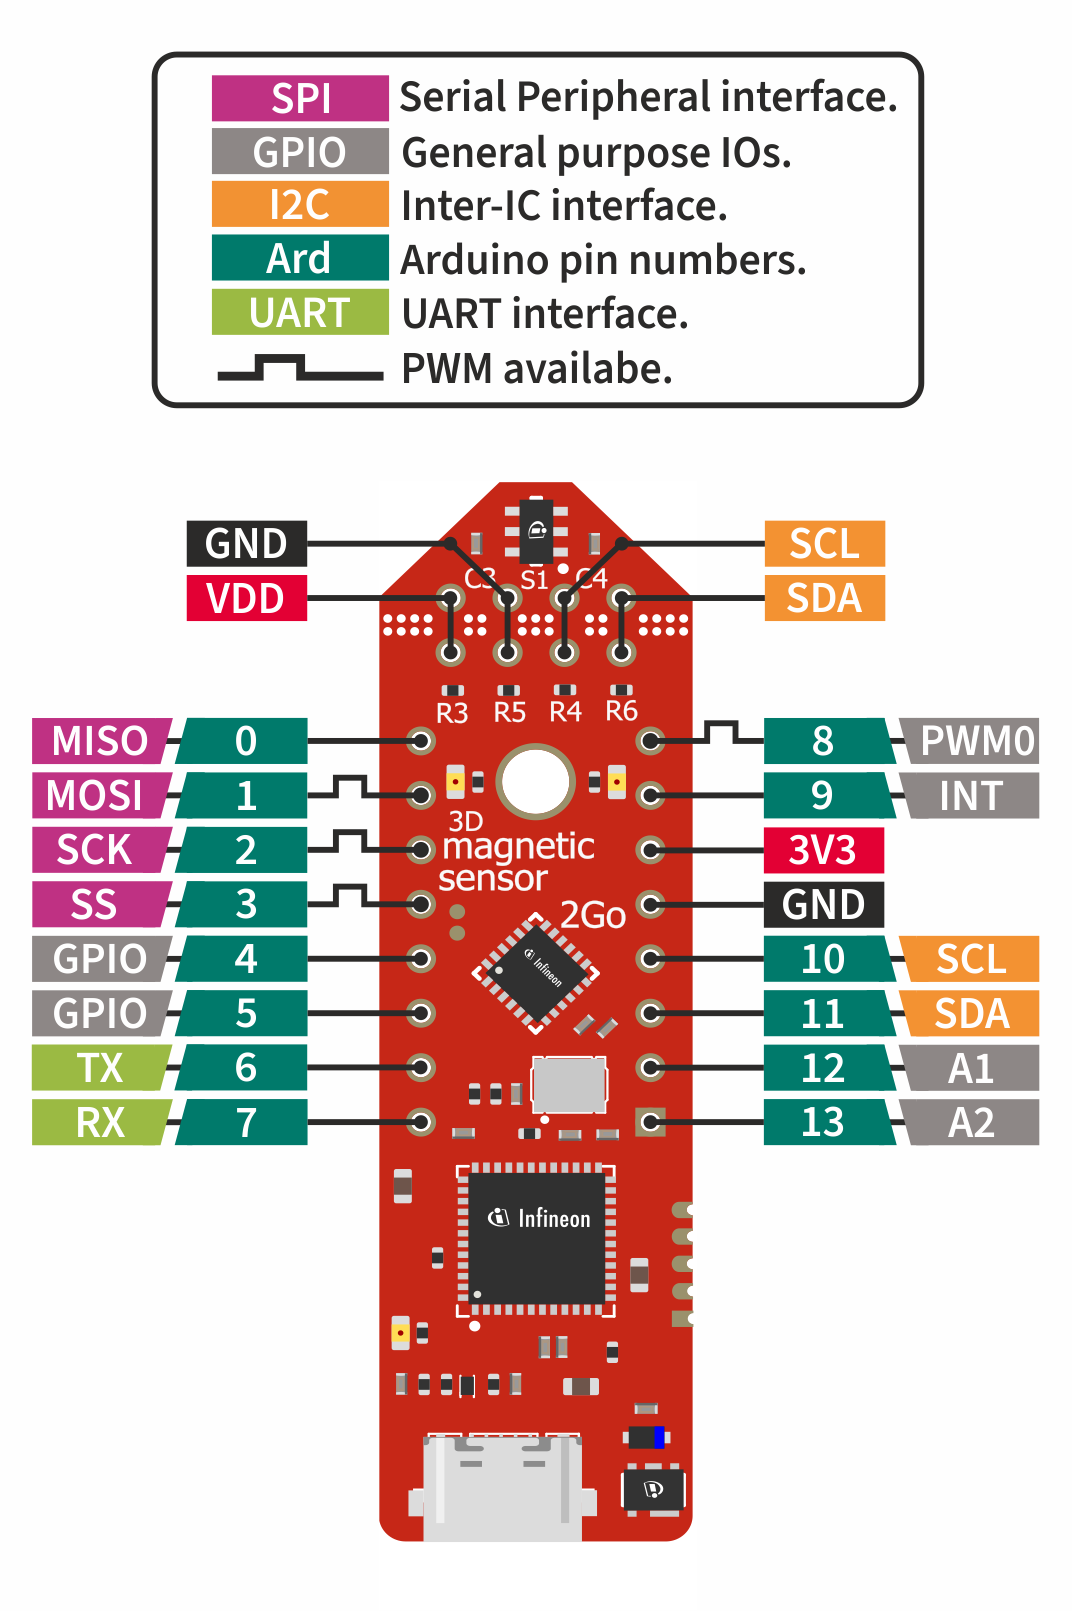 SPI Serial Peripheral interface.
GPIO General purpose IOs.
I2C Inter-IC interface.
Ard Arduino pin numbers.
UART UART interface.
PWM availabe.
GND SCL
VDD SDA
C3 S1 C4
R3 R5 R4 R6
MISO 0 8 PWM0
MOSI 1 9 INT
3D
magnetic
sensor
SCK 2 3V3
SS 3 GND
2Go
GPIO 4 10 SCL
Infineon
GPIO 5 11 SDA
TX 6 12 A1
RX 7 13 A2
Infineon